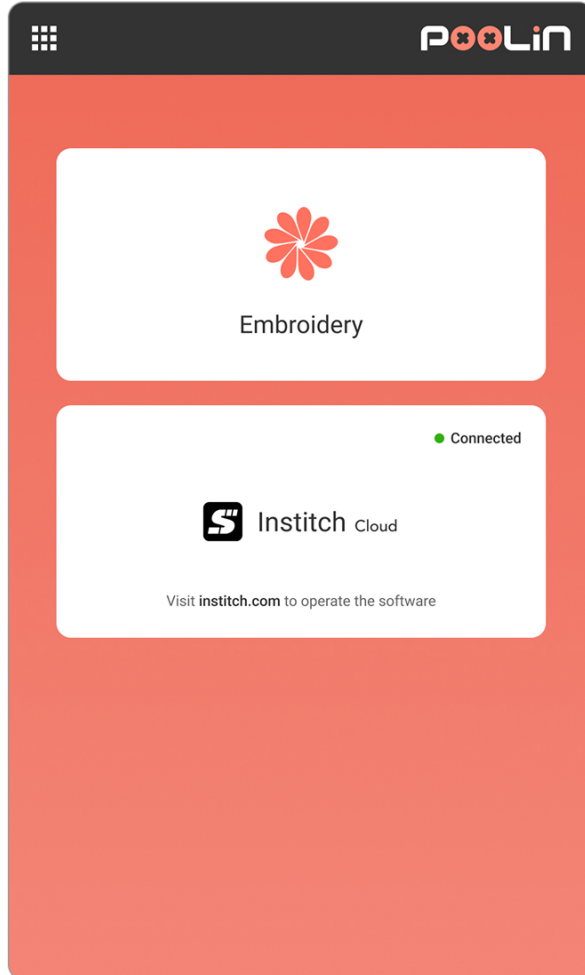 POOLiN
Embroidery
Connected
Institch Cloud
Visit institch.com to operate the software